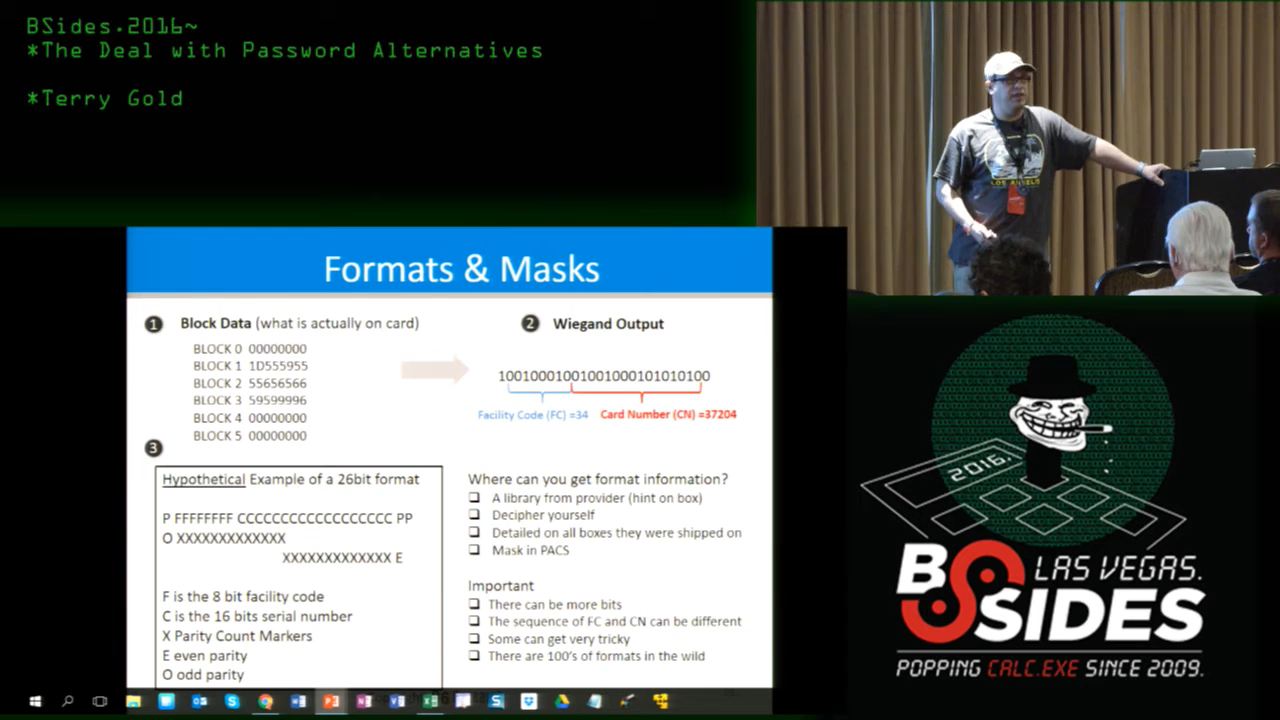 BSides.2016~
*The Deal with Password Alternatives
*Terry Gold
LOS ANGELS
Formats & Masks
1 Block Data (what is actually on card)
BLOCK 0 00000000
BLOCK 1 1D555955
BLOCK 2 55656566
BLOCK 3 59599996
BLOCK 4 00000000
BLOCK 5 00000000
2 Wiegand Output
10010001001001000101010100
Facility Code (FC) =34 Card Number (CN) =37204
3
Hypothetical Example of a 26bit format
P FFFFFFFF CCCCCCCCCCCCCCCCCC PP
O XXXXXXXXXXXXX
XXXXXXXXXXXXX E
F is the 8 bit facility code
C is the 16 bits serial number
X Parity Count Markers
E even parity
O odd parity
Where can you get format information?
A library from provider (hint on box)
Decipher yourself
Detailed on all boxes they were shipped on
Mask in PACS
Important
There can be more bits
The sequence of FC and CN can be different
Some can get very tricky
There are 100's of formats in the wild
2016.
BSIDES
LAS VEGAS.
POPPING CALC.EXE SINCE 2009.